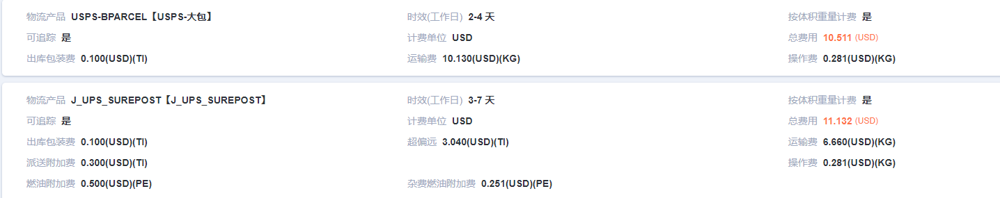 物流产品 USPS-BPARCEL【USPS-大包】 时效(工作日) 2-4 天 按体积重量计费 是
可追踪 是 计费单位 USD 总费用 10.511 (USD)
出库包装费 0.100(USD)(TI) 运输费 10.130(USD)(KG) 操作费 0.281(USD)(KG)
物流产品 J_UPS_SUREPOST【J_UPS_SUREPOST】 时效(工作日) 3-7 天 按体积重量计费 是
可追踪 是 计费单位 USD 总费用 11.132 (USD)
出库包装费 0.100(USD)(TI) 超偏远 3.040(USD)(TI) 运输费 6.660(USD)(KG)
派送附加费 0.300(USD)(TI) 操作费 0.281(USD)(KG)
燃油附加费 0.500(USD)(PE) 杂费燃油附加费 0.251(USD)(PE)